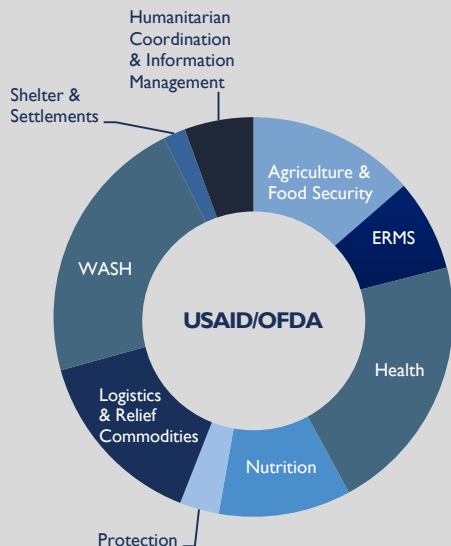 Humanitarian
Coordination
& Information
Management
Shelter &
Settlements
Agriculture &
Food Security
ERMS
WASH
USAID/OFDA
Health
Logistics
& Relief
Commodities
Nutrition
Protection